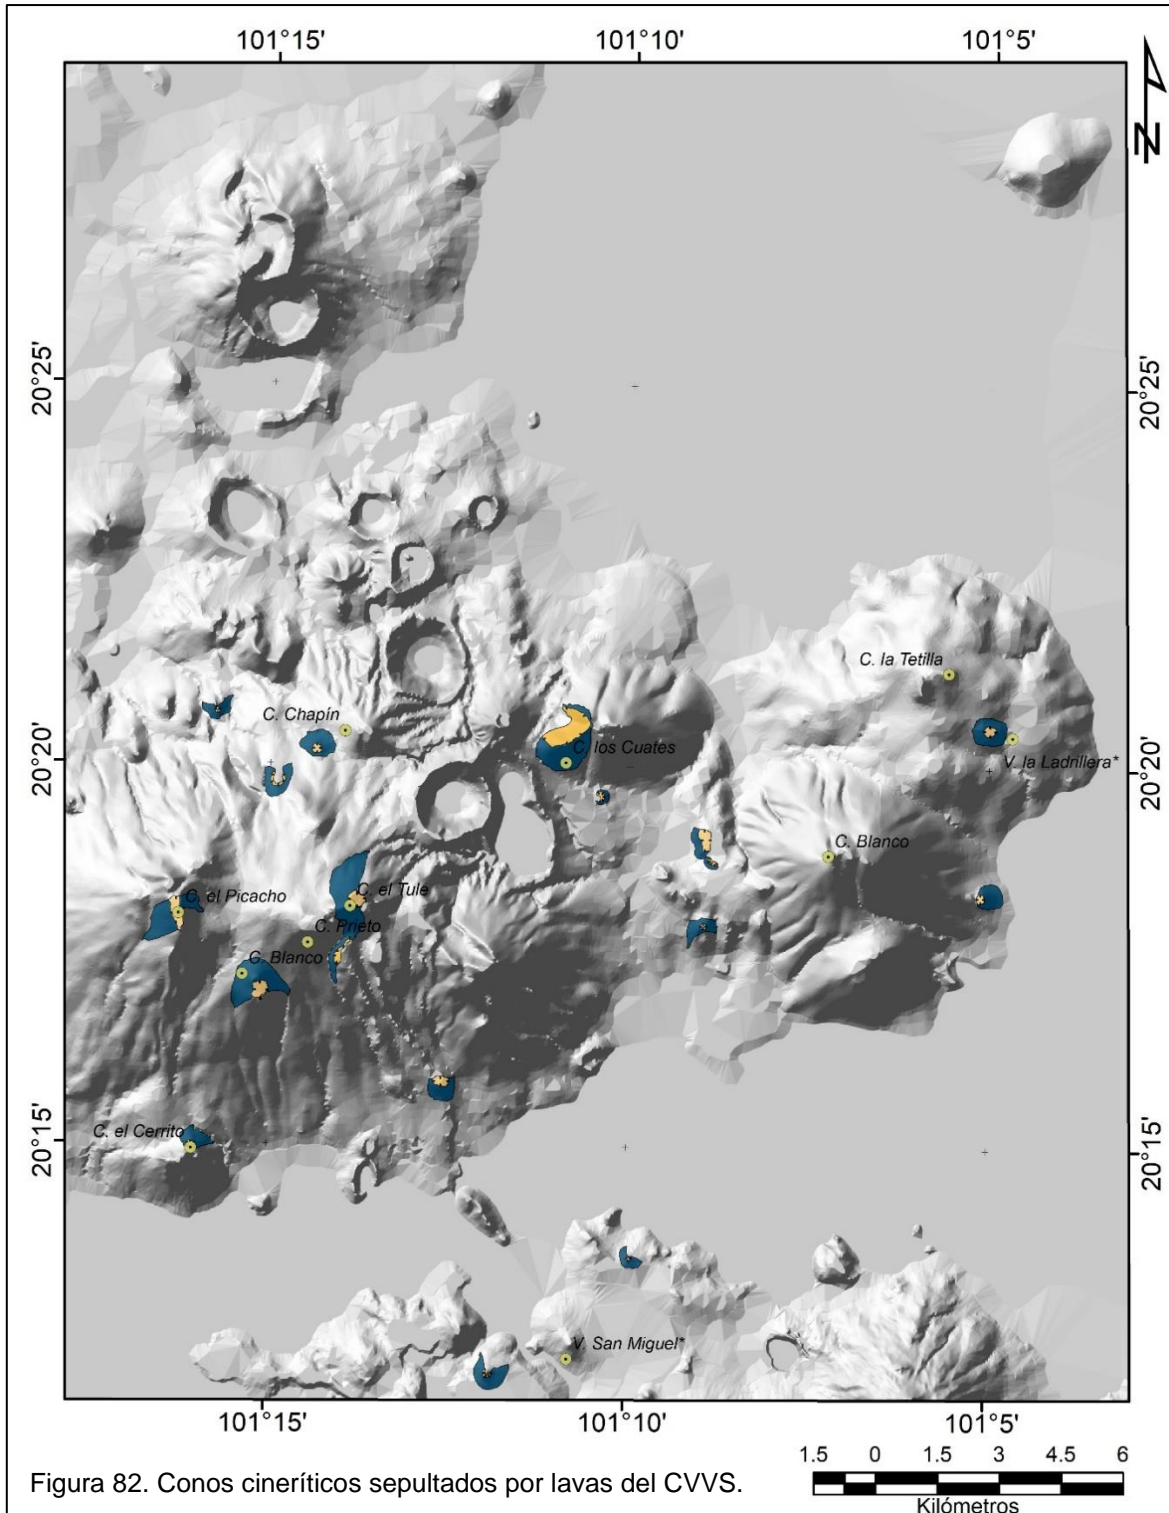 101°15' 101°10' 101°5'
N
20°25' 20°25'
C. la Tetilla
C. Chapín
20°20' C. los Cuates 20°20'
V. la Ladrillera*
C. Blanco
C. el Picacho C. el Tule
C. Prieto
C. Blanco
C. el Cerrito
20°15' 20°15'
V. San Miguel*
101°15' 101°10' 101°5'
1.5 0 1.5 3 4.5 6
Kilómetros
Figura 82. Conos cineríticos sepultados por lavas del CVVS.